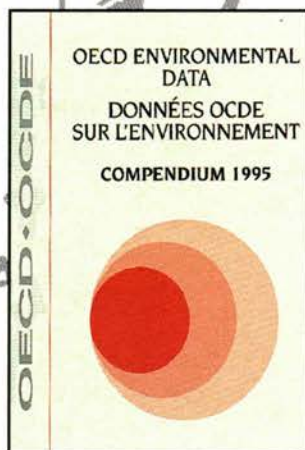 OECD ENVIRONMENTAL
DATA
DONNÉES OCDE
SUR L'ENVIRONNEMENT
COMPENDIUM 1995
OECD•OCDE